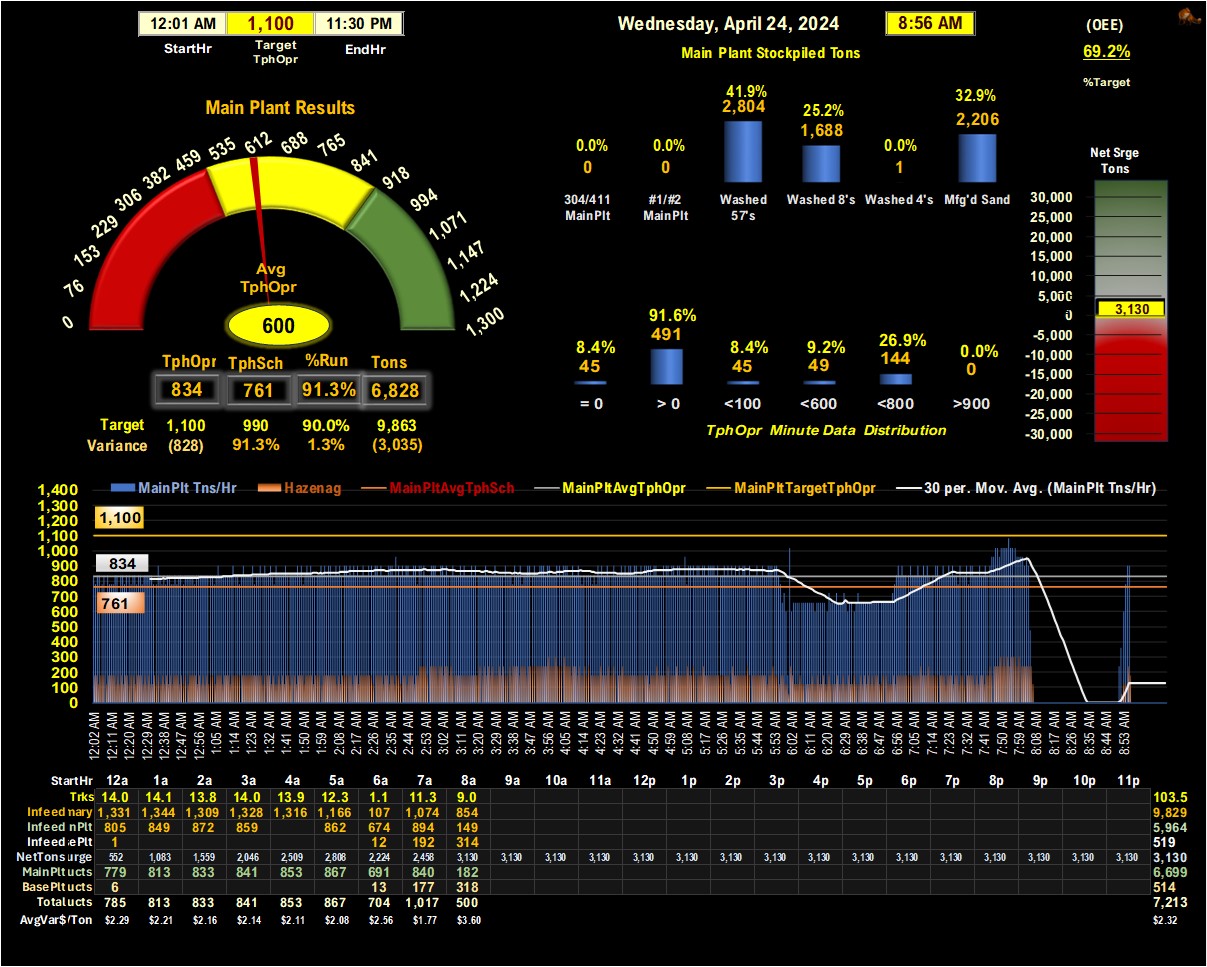 12:01 AM 1,100 11:30 PM
StartHr Target TphOpr EndHr
Wednesday, April 24, 2024 8:56 AM
(OEE)
69.2%
%Target
Main Plant Stockpiled Tons
41.9% 25.2% 32.9%
2,804 1,688 2,206
0.0% 0.0% 0.0%
0 0 1
304/411 MainPlt #1/#2 MainPlt Washed 57's Washed 8's Washed 4's Mfg'd Sand
Main Plant Results
0 76 153 229 306 382 459 535 612 688 765 841 918 994 1,071 1,147 1,224 1,300
Avg
TphOpr
600
TphOpr TphSch %Run Tons
834 761 91.3% 6,828
Target 1,100 990 90.0% 9,863
Variance (828) 91.3% 1.3% (3,035)
8.4% 91.6% 8.4% 9.2% 26.9% 0.0%
45 491 45 49 144 0
= 0 > 0 <100 <600 <800 >900
TphOpr Minute Data Distribution
Net Srge
Tons
30,000
25,000
20,000
15,000
10,000
5,000
0
3,130
-5,000
-10,000
-15,000
-20,000
-25,000
-30,000
MainPlt Tns/Hr Hazenag MainPltAvgTphSch MainPltAvgTphOpr MainPltTargetTphOpr 30 per. Mov. Avg. (MainPlt Tns/Hr)
1,400
1,300
1,200
1,100
1,000
900
800
700
600
500
400
300
200
100
0
1,100
834
761
12:02 AM 12:11 AM 12:20 AM 12:29 AM 12:38 AM 12:47 AM 12:56 AM 1:05 AM 1:14 AM 1:23 AM 1:32 AM 1:41 AM 1:50 AM 1:59 AM 2:08 AM 2:17 AM 2:26 AM 2:35 AM 2:44 AM 2:53 AM 3:02 AM 3:11 AM 3:20 AM 3:29 AM 3:38 AM 3:47 AM 3:56 AM 4:05 AM 4:14 AM 4:23 AM 4:32 AM 4:41 AM 4:50 AM 4:59 AM 5:08 AM 5:17 AM 5:26 AM 5:35 AM 5:44 AM 5:53 AM 6:02 AM 6:11 AM 6:20 AM 6:29 AM 6:38 AM 6:47 AM 6:56 AM 7:05 AM 7:14 AM 7:23 AM 7:32 AM 7:41 AM 7:50 AM 7:59 AM 8:08 AM 8:17 AM 8:26 AM 8:35 AM 8:44 AM 8:53 AM
StartHr 12a 1a 2a 3a 4a 5a 6a 7a 8a 9a 10a 11a 12p 1p 2p 3p 4p 5p 6p 7p 8p 9p 10p 11p
Trks 14.0 14.1 13.8 14.0 13.9 12.3 1.1 11.3 9.0 103.5
Infeed mary 1,331 1,344 1,309 1,328 1,316 1,166 107 1,074 854 9,829
Infeed nPlt 805 849 872 859 862 674 894 149 5,964
Infeed ePlt 1 12 192 314 519
NetTons urge 552 1,083 1,559 2,046 2,509 2,808 2,224 2,458 3,130 3,130 3,130 3,130 3,130 3,130 3,130 3,130 3,130 3,130 3,130 3,130 3,130 3,130 3,130 3,130 3,130
MainPlt ucts 779 813 833 841 853 867 691 840 182 6,699
BasePlt ucts 6 13 177 318 514
Total ucts 785 813 833 841 853 867 704 1,017 500 7,213
AvgVar$/Ton $2.29 $2.21 $2.16 $2.14 $2.11 $2.08 $2.56 $1.77 $3.60 $2.32